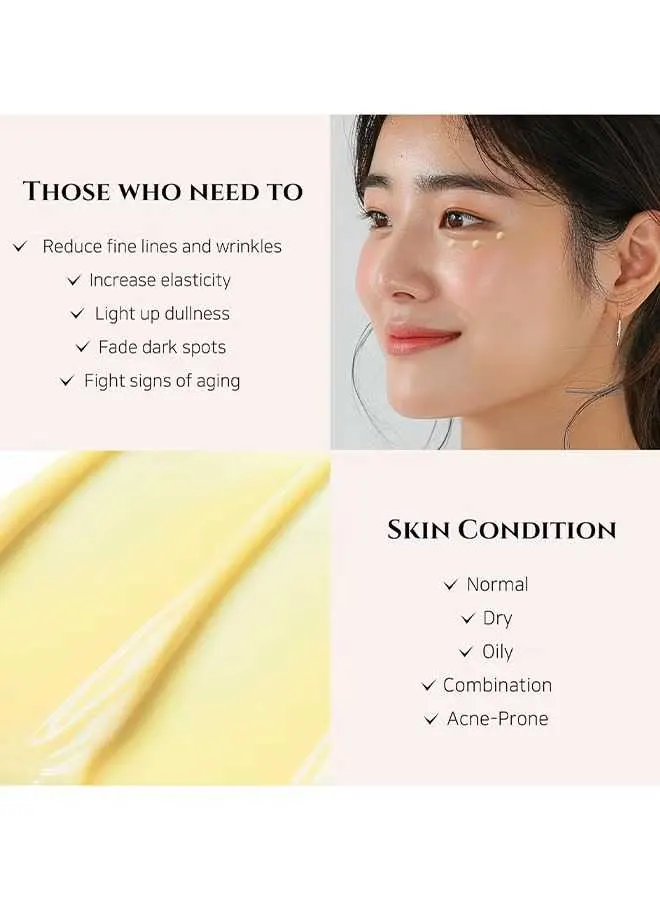 THOSE WHO NEED TO
✓ Reduce fine lines and wrinkles
✓ Increase elasticity
✓ Light up dullness
✓ Fade dark spots
✓ Fight signs of aging
SKIN CONDITION
✓ Normal
✓ Dry
✓ Oily
✓ Combination
✓ Acne-Prone